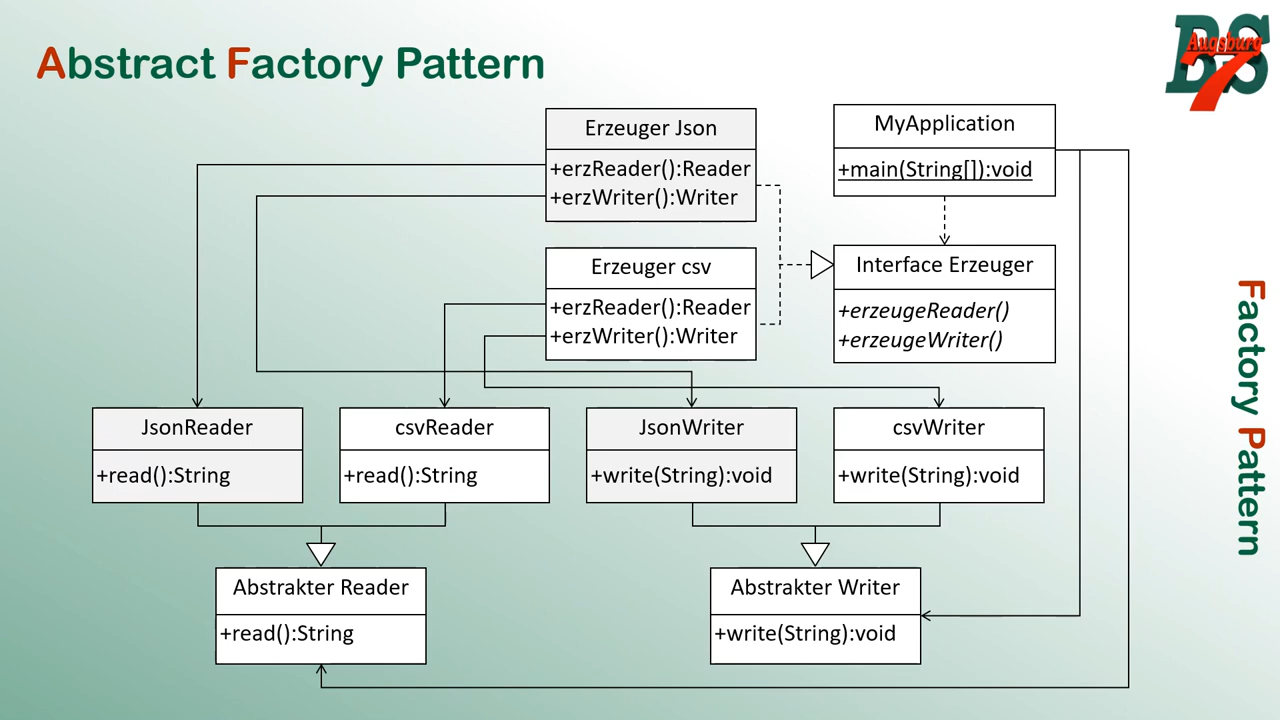 Abstract Factory Pattern
BS
Augsburg
7
Erzeuger Json
+erzReader():Reader
+erzWriter():Writer
MyApplication
+main(String[]):void
Erzeuger csv
+erzReader():Reader
+erzWriter():Writer
Interface Erzeuger
+erzeugeReader()
+erzeugeWriter()
JsonReader
+read():String
csvReader
+read():String
JsonWriter
+write(String):void
csvWriter
+write(String):void
Abstrakter Reader
+read():String
Abstrakter Writer
+write(String):void
Factory Pattern